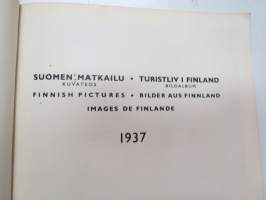 SUOMEN MATKAILU • TURISTLIV I FINLAND
KUVATEOS BILDALBUM
FINNISH PICTURES • BILDER AUS FINNLAND
IMAGES DE FINLANDE
1937